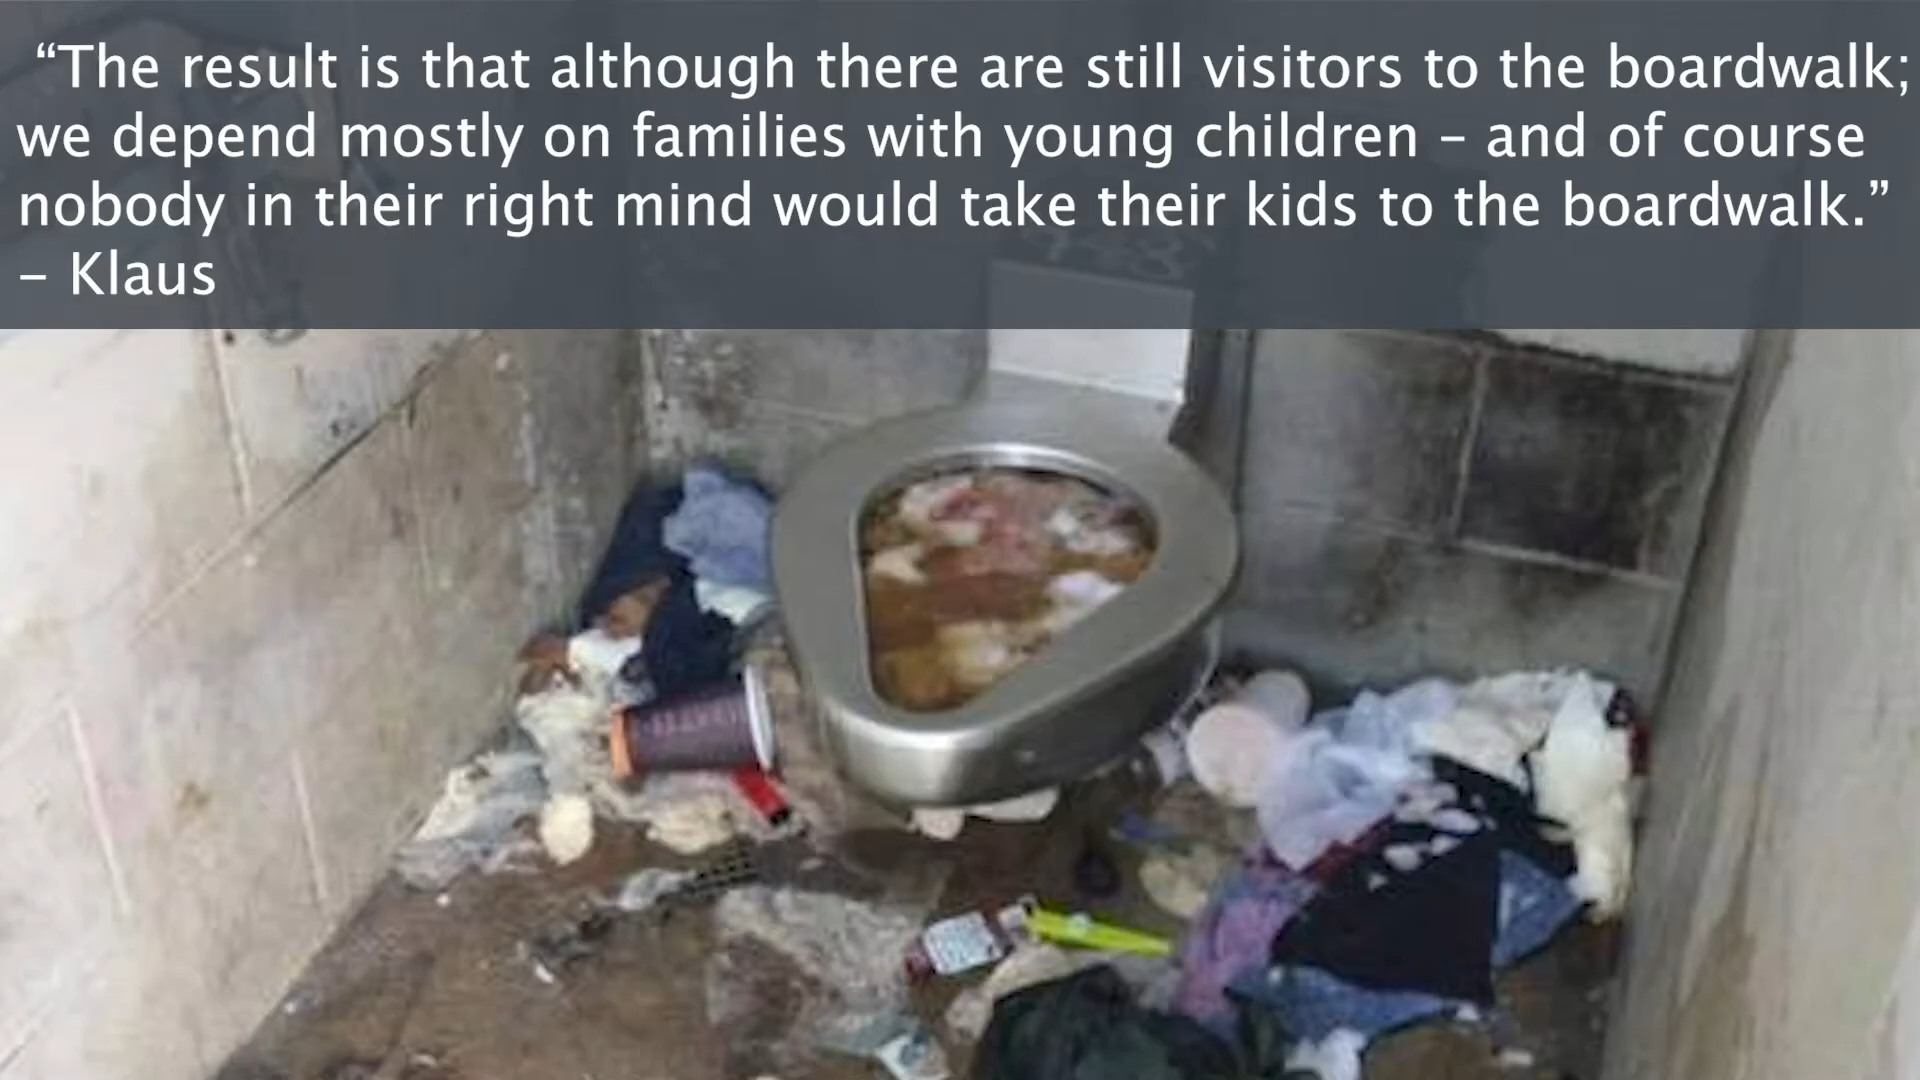 “The result is that although there are still visitors to the boardwalk;
we depend mostly on families with young children – and of course
nobody in their right mind would take their kids to the boardwalk.”
– Klaus